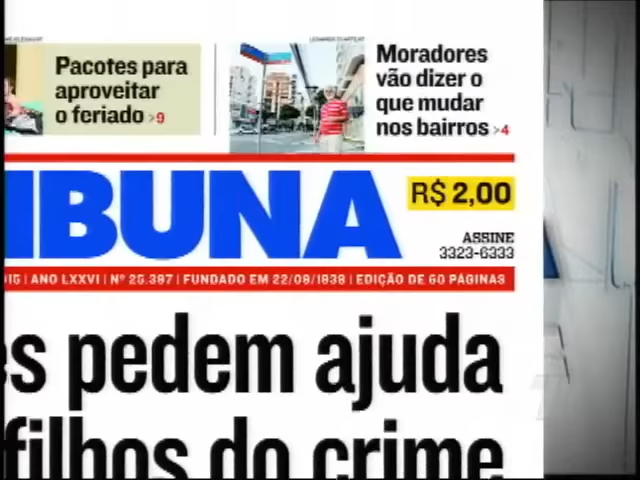 Pacotes para
aproveitar
o feriado >9
Moradores
vão dizer o
que mudar
nos bairros >4
IBUNA
R$ 2,00
ASSINE
3323-6333
| ANO LXXVI | Nº 25.397 | FUNDADO EM 22/09/1938 | EDIÇÃO DE 60 PÁGINAS
es pedem ajuda
filhos do crime